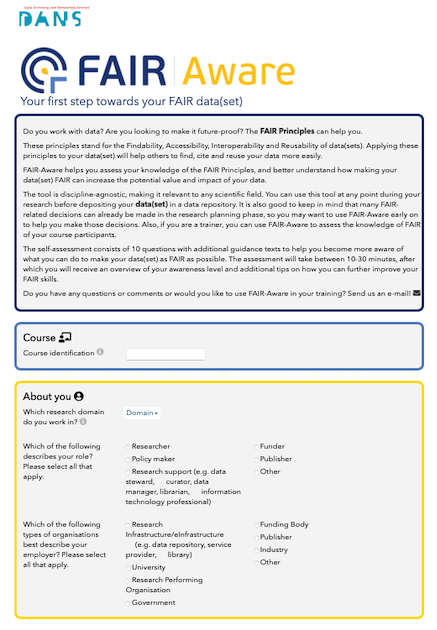 Data Archiving and Networked Services
DANS
FAIR Aware
Your first step towards your FAIR data(set)
Do you work with data? Are you looking to make it future-proof? The FAIR Principles can help you.
These principles stand for the Findability, Accessibility, Interoperability and Reusability of data(sets). Applying these
principles to your data(set) will help others to find, cite and reuse your data more easily.
FAIR-Aware helps you assess your knowledge of the FAIR Principles, and better understand how making your
data(set) FAIR can increase the potential value and impact of your data.
The tool is discipline-agnostic, making it relevant to any scientific field. You can use this tool at any point during your
research before depositing your data(set) in a data repository. It is also good to keep in mind that many FAIR-
related decisions can already be made in the research planning phase, so you may want to use FAIR-Aware early on
to help you make those decisions. Also, if you are a trainer, you can use FAIR-Aware to assess the knowledge of FAIR
of your course participants.
The self-assessment consists of 10 questions with additional guidance texts to help you become more aware of
what you can do to make your data(set) as FAIR as possible. The assessment will take between 10-30 minutes, after
which you will receive an overview of your awareness level and additional tips on how you can further improve your
FAIR skills.
Do you have any questions or comments or would you like to use FAIR-Aware in your training? Send us an e-mail!
Course
Course identification
About you
Which research domain
do you work in?
Domain
Which of the following
describes your role?
Please select all that
apply.
Researcher
Policy maker
Research support (e.g. data
steward, curator, data
manager, librarian, information
technology professional)
Funder
Publisher
Other
Which of the following
types of organisations
best describe your
employer? Please select
all that apply.
Research
Infrastructure/eInfrastructure
(e.g. data repository, service
provider, library)
University
Research Performing
Organisation
Government
Funding Body
Publisher
Industry
Other